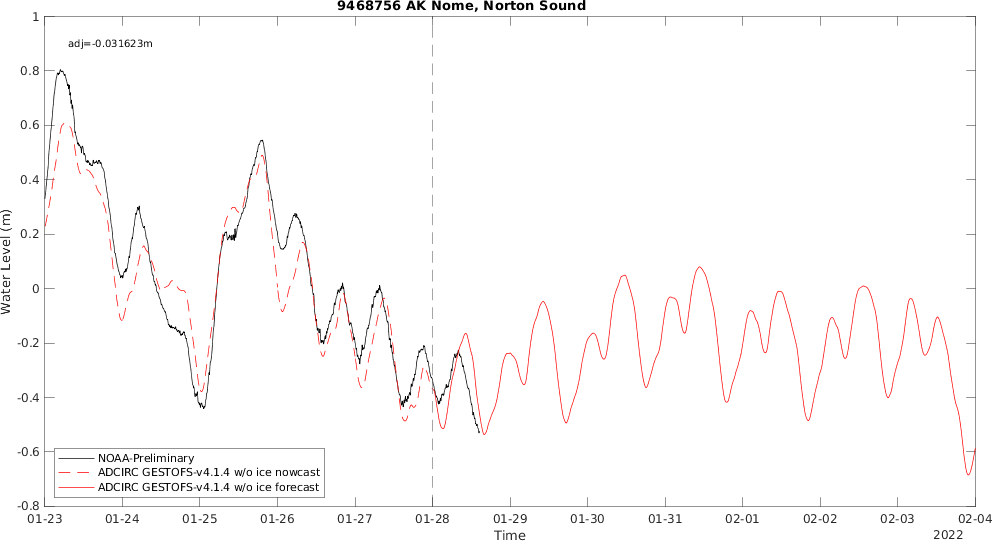 9468756 AK Nome, Norton Sound
adj=-0.031623m
1
0.8
0.6
0.4
0.2
0
-0.2
-0.4
-0.6
-0.8
Water Level (m)
NOAA-Preliminary
ADCIRC GESTOFS-v4.1.4 w/o ice nowcast
ADCIRC GESTOFS-v4.1.4 w/o ice forecast
01-23 01-24 01-25 01-26 01-27 01-28 01-29 01-30 01-31 02-01 02-02 02-03 02-04
Time
2022